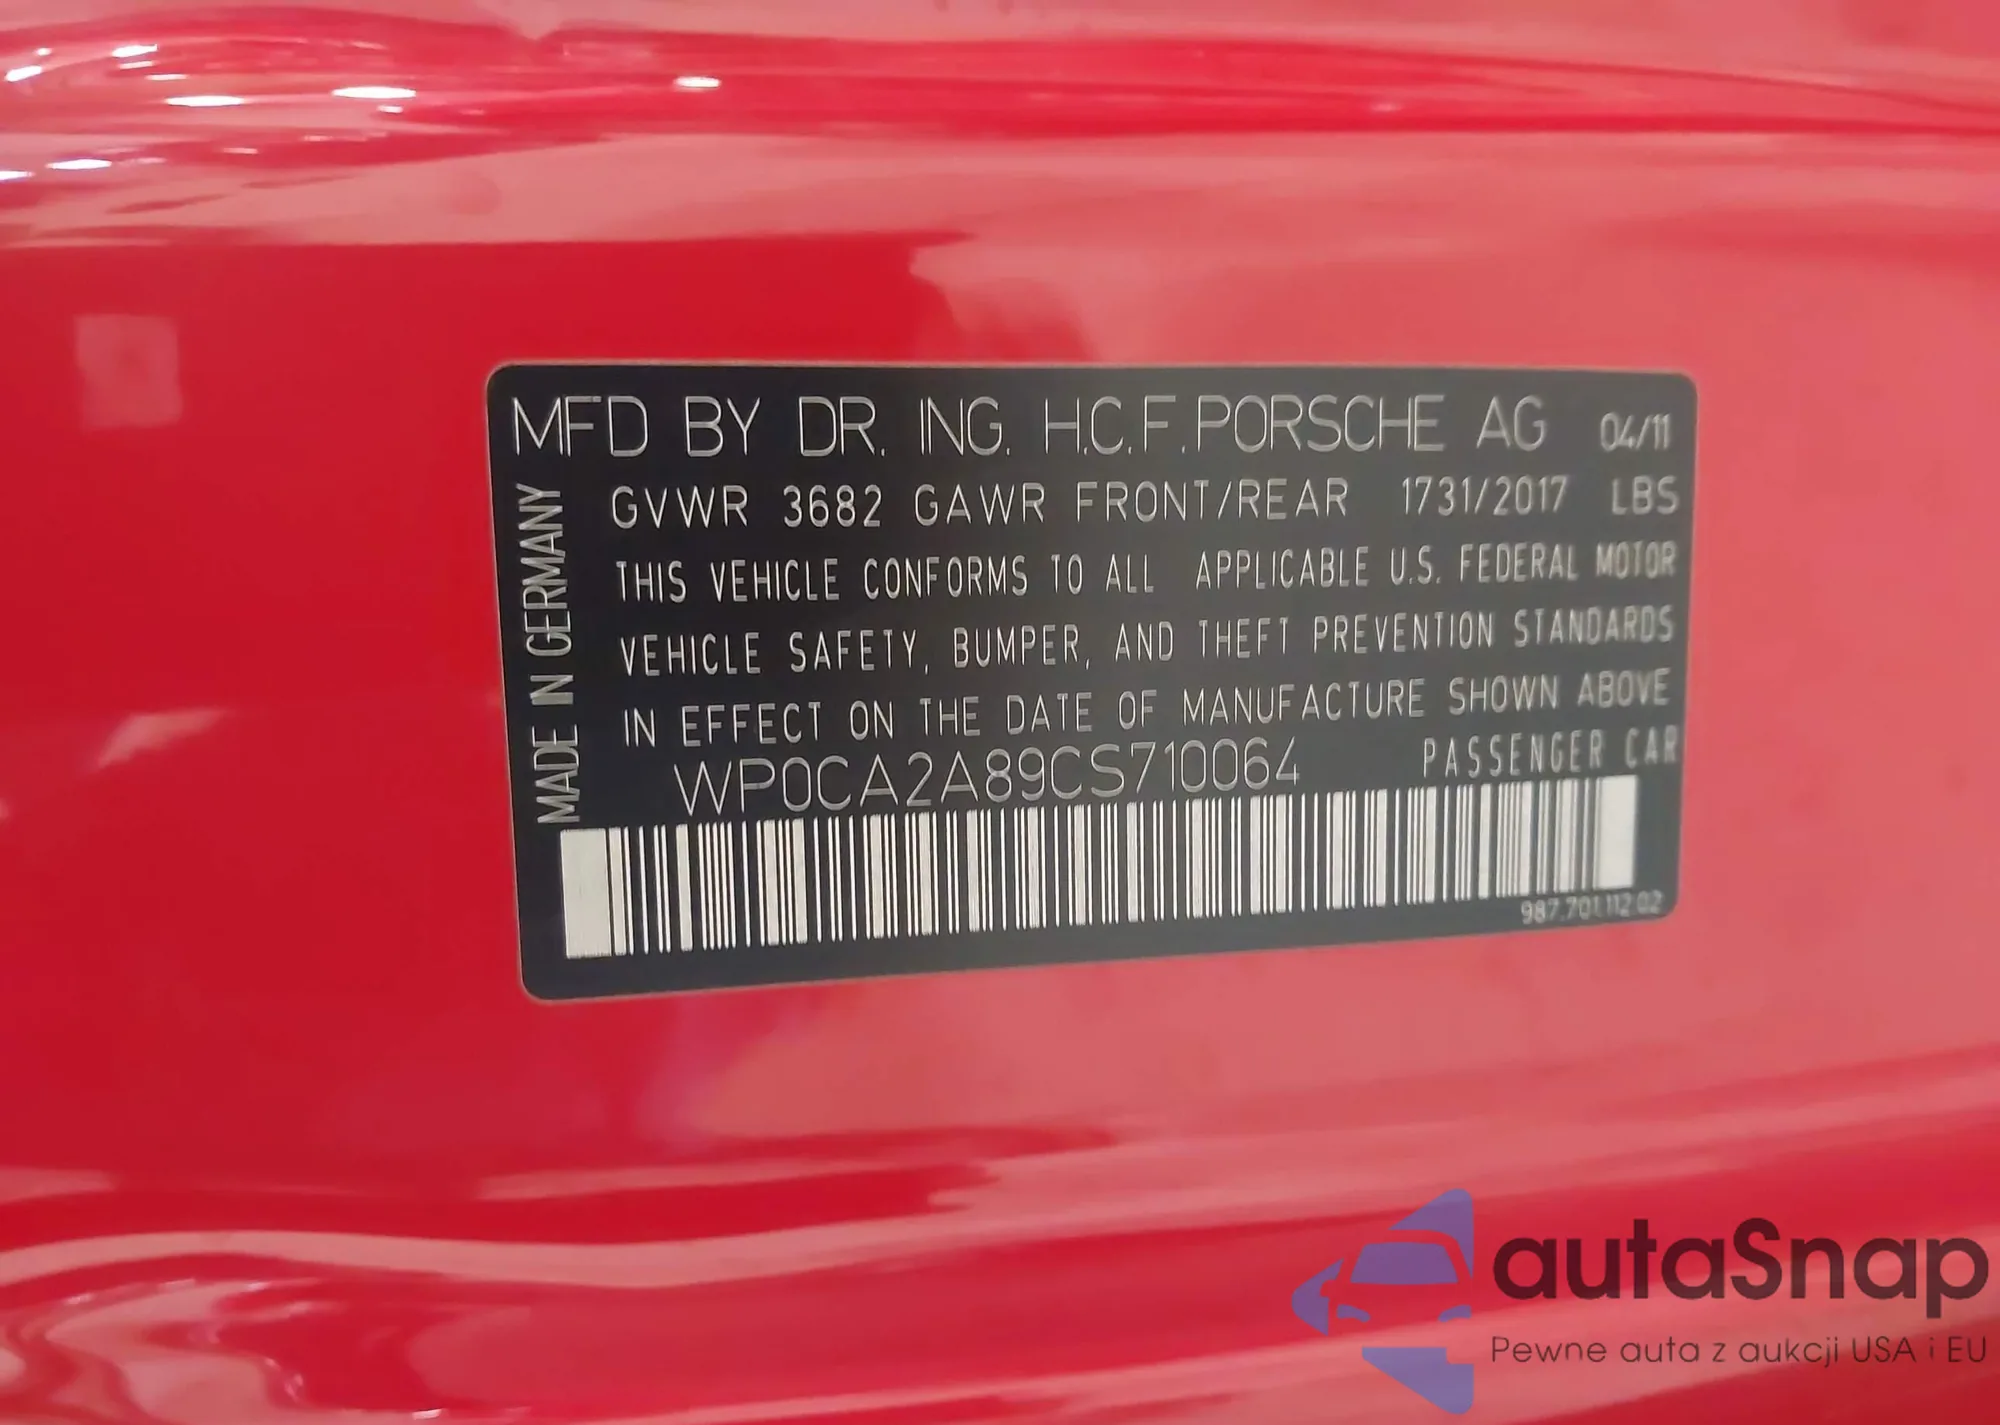 MFD BY DR. ING. H.C.F. PORSCHE AG 04/11
GVWR 3682 GAWR FRONT/REAR 1731/2017 LBS
THIS VEHICLE CONFORMS TO ALL APPLICABLE U.S. FEDERAL MOTOR
VEHICLE SAFETY, BUMPER, AND THEFT PREVENTION STANDARDS
IN EFFECT ON THE DATE OF MANUFACTURE SHOWN ABOVE
WP0CA2A89CS710064 PASSENGER CAR
MADE IN GERMANY
987.701.112.02
autaSnap
Pewne auta z aukcji USA i EU